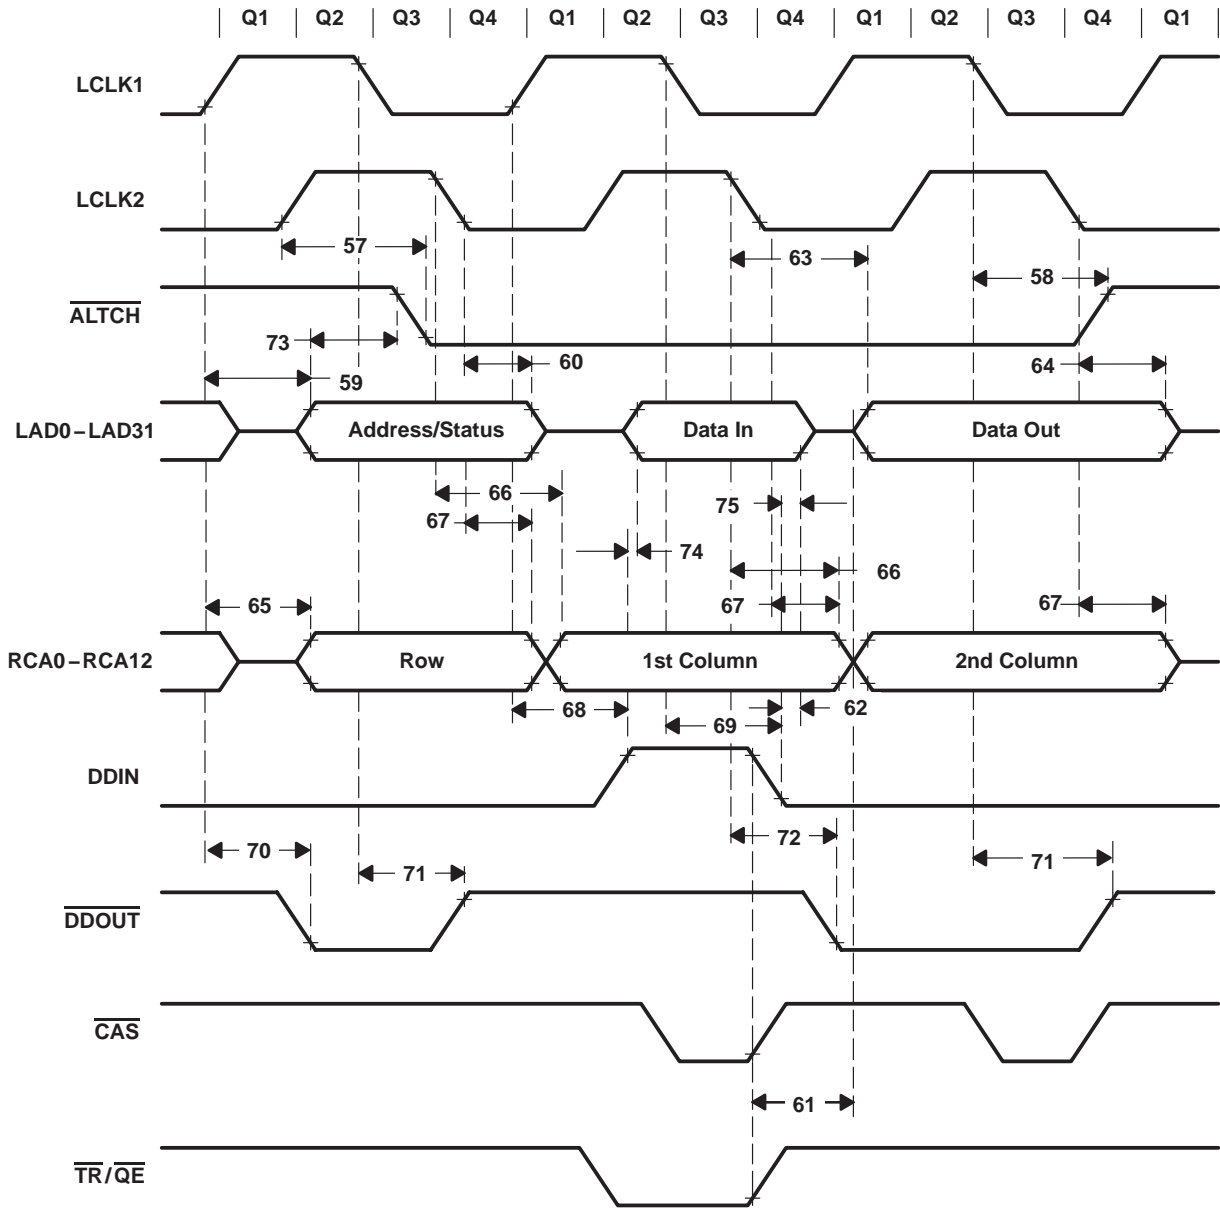 Q1 Q2 Q3 Q4 Q1 Q2 Q3 Q4 Q1 Q2 Q3 Q4 Q1
LCLK1
LCLK2
57
63
58
ALTCH
73
60
64
59
LAD0–LAD31 Address/Status Data In Data Out
66
75
67
74
66
65
67
67
RCA0–RCA12 Row 1st Column 2nd Column
68
62
69
DDIN
72
70
71
71
DDOUT
CAS
61
TR/QE